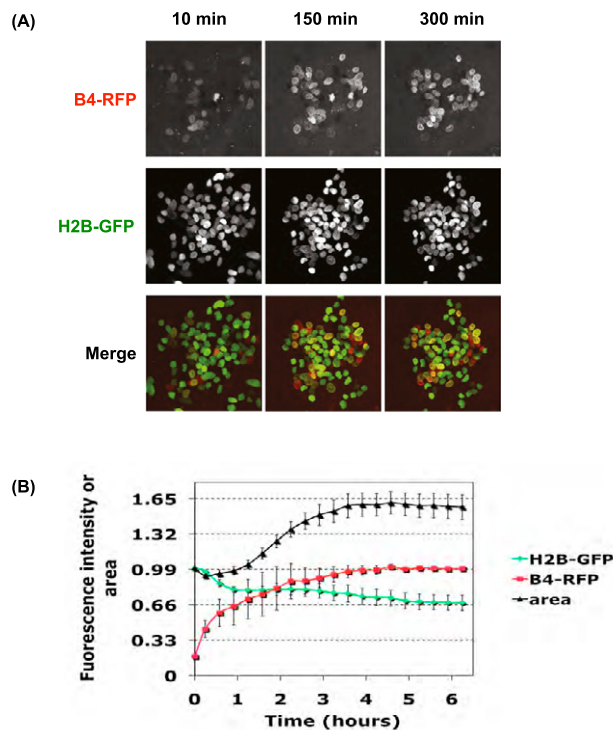 (A)
10 min 150 min 300 min
B4-RFP
H2B-GFP
Merge
(B)
Fuorescence intensity or
area
1.65
1.32
0.99
0.66
0.33
0
0 1 2 3 4 5 6
Time (hours)
H2B-GFP
B4-RFP
area